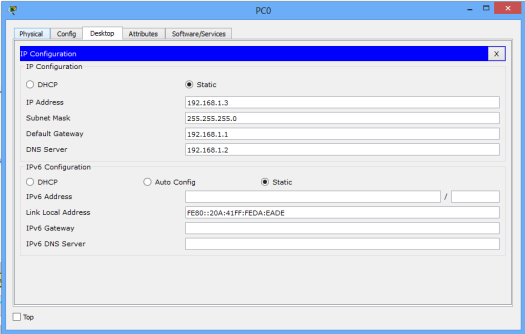 PC0
Physical Config Desktop Attributes Software/Services
IP Configuration X
IP Configuration
DHCP Static
IP Address 192.168.1.3
Subnet Mask 255.255.255.0
Default Gateway 192.168.1.1
DNS Server 192.168.1.2
IPv6 Configuration
DHCP Auto Config Static
IPv6 Address /
Link Local Address FE80::20A:41FF:FEDA:EADE
IPv6 Gateway
IPv6 DNS Server
Top